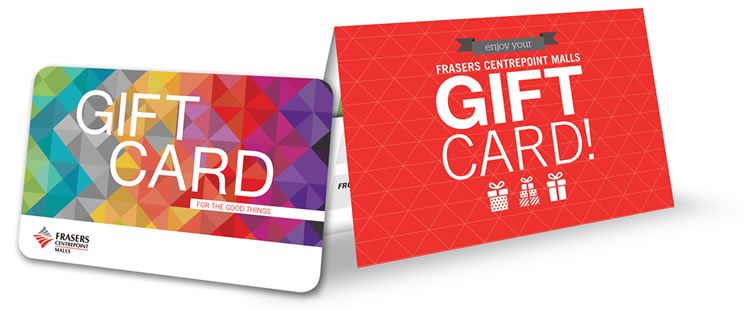 GIFT
CARD
FOR THE GOOD THINGS
FRASERS
CENTREPOINT
MALLS
enjoy your
FRASERS CENTREPOINT MALLS
GIFT
CARD!